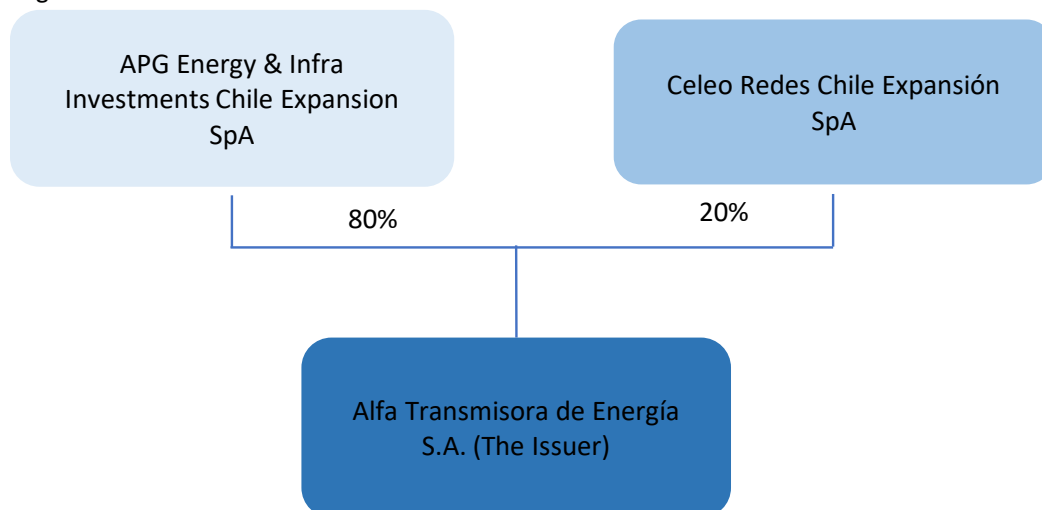 APG Energy & Infra
Investments Chile Expansion
SpA
Celeo Redes Chile Expansión
SpA
80%
20%
Alfa Transmisora de Energía
S.A. (The Issuer)